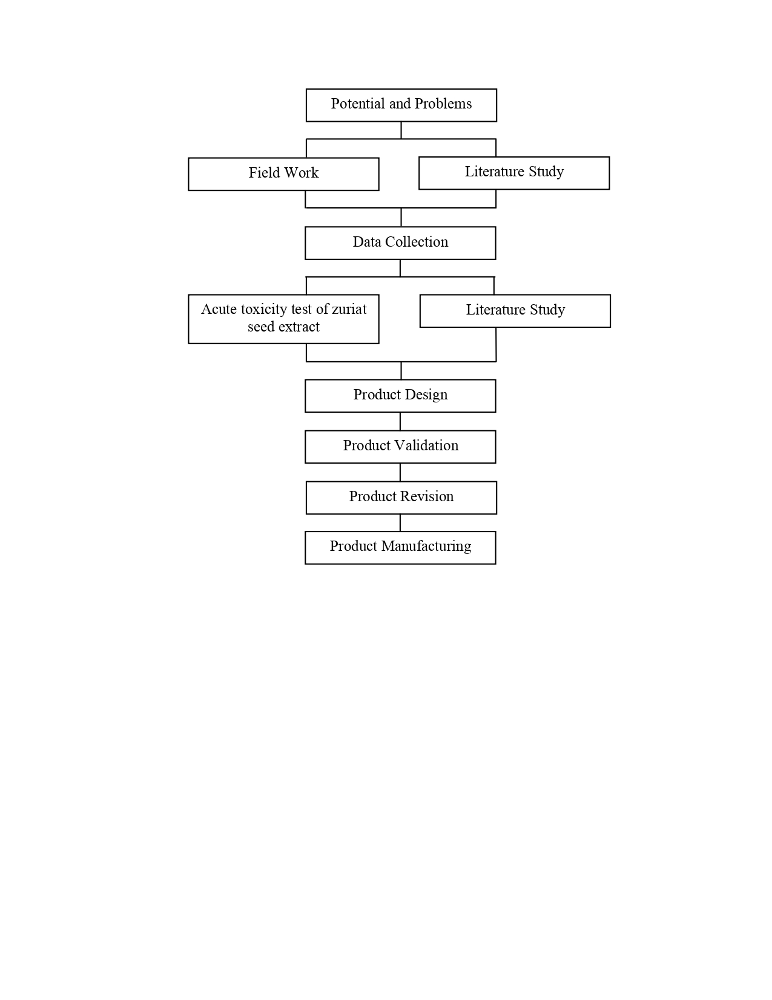 Potential and Problems
Field Work
Literature Study
Data Collection
Acute toxicity test of zuriat
seed extract
Literature Study
Product Design
Product Validation
Product Revision
Product Manufacturing